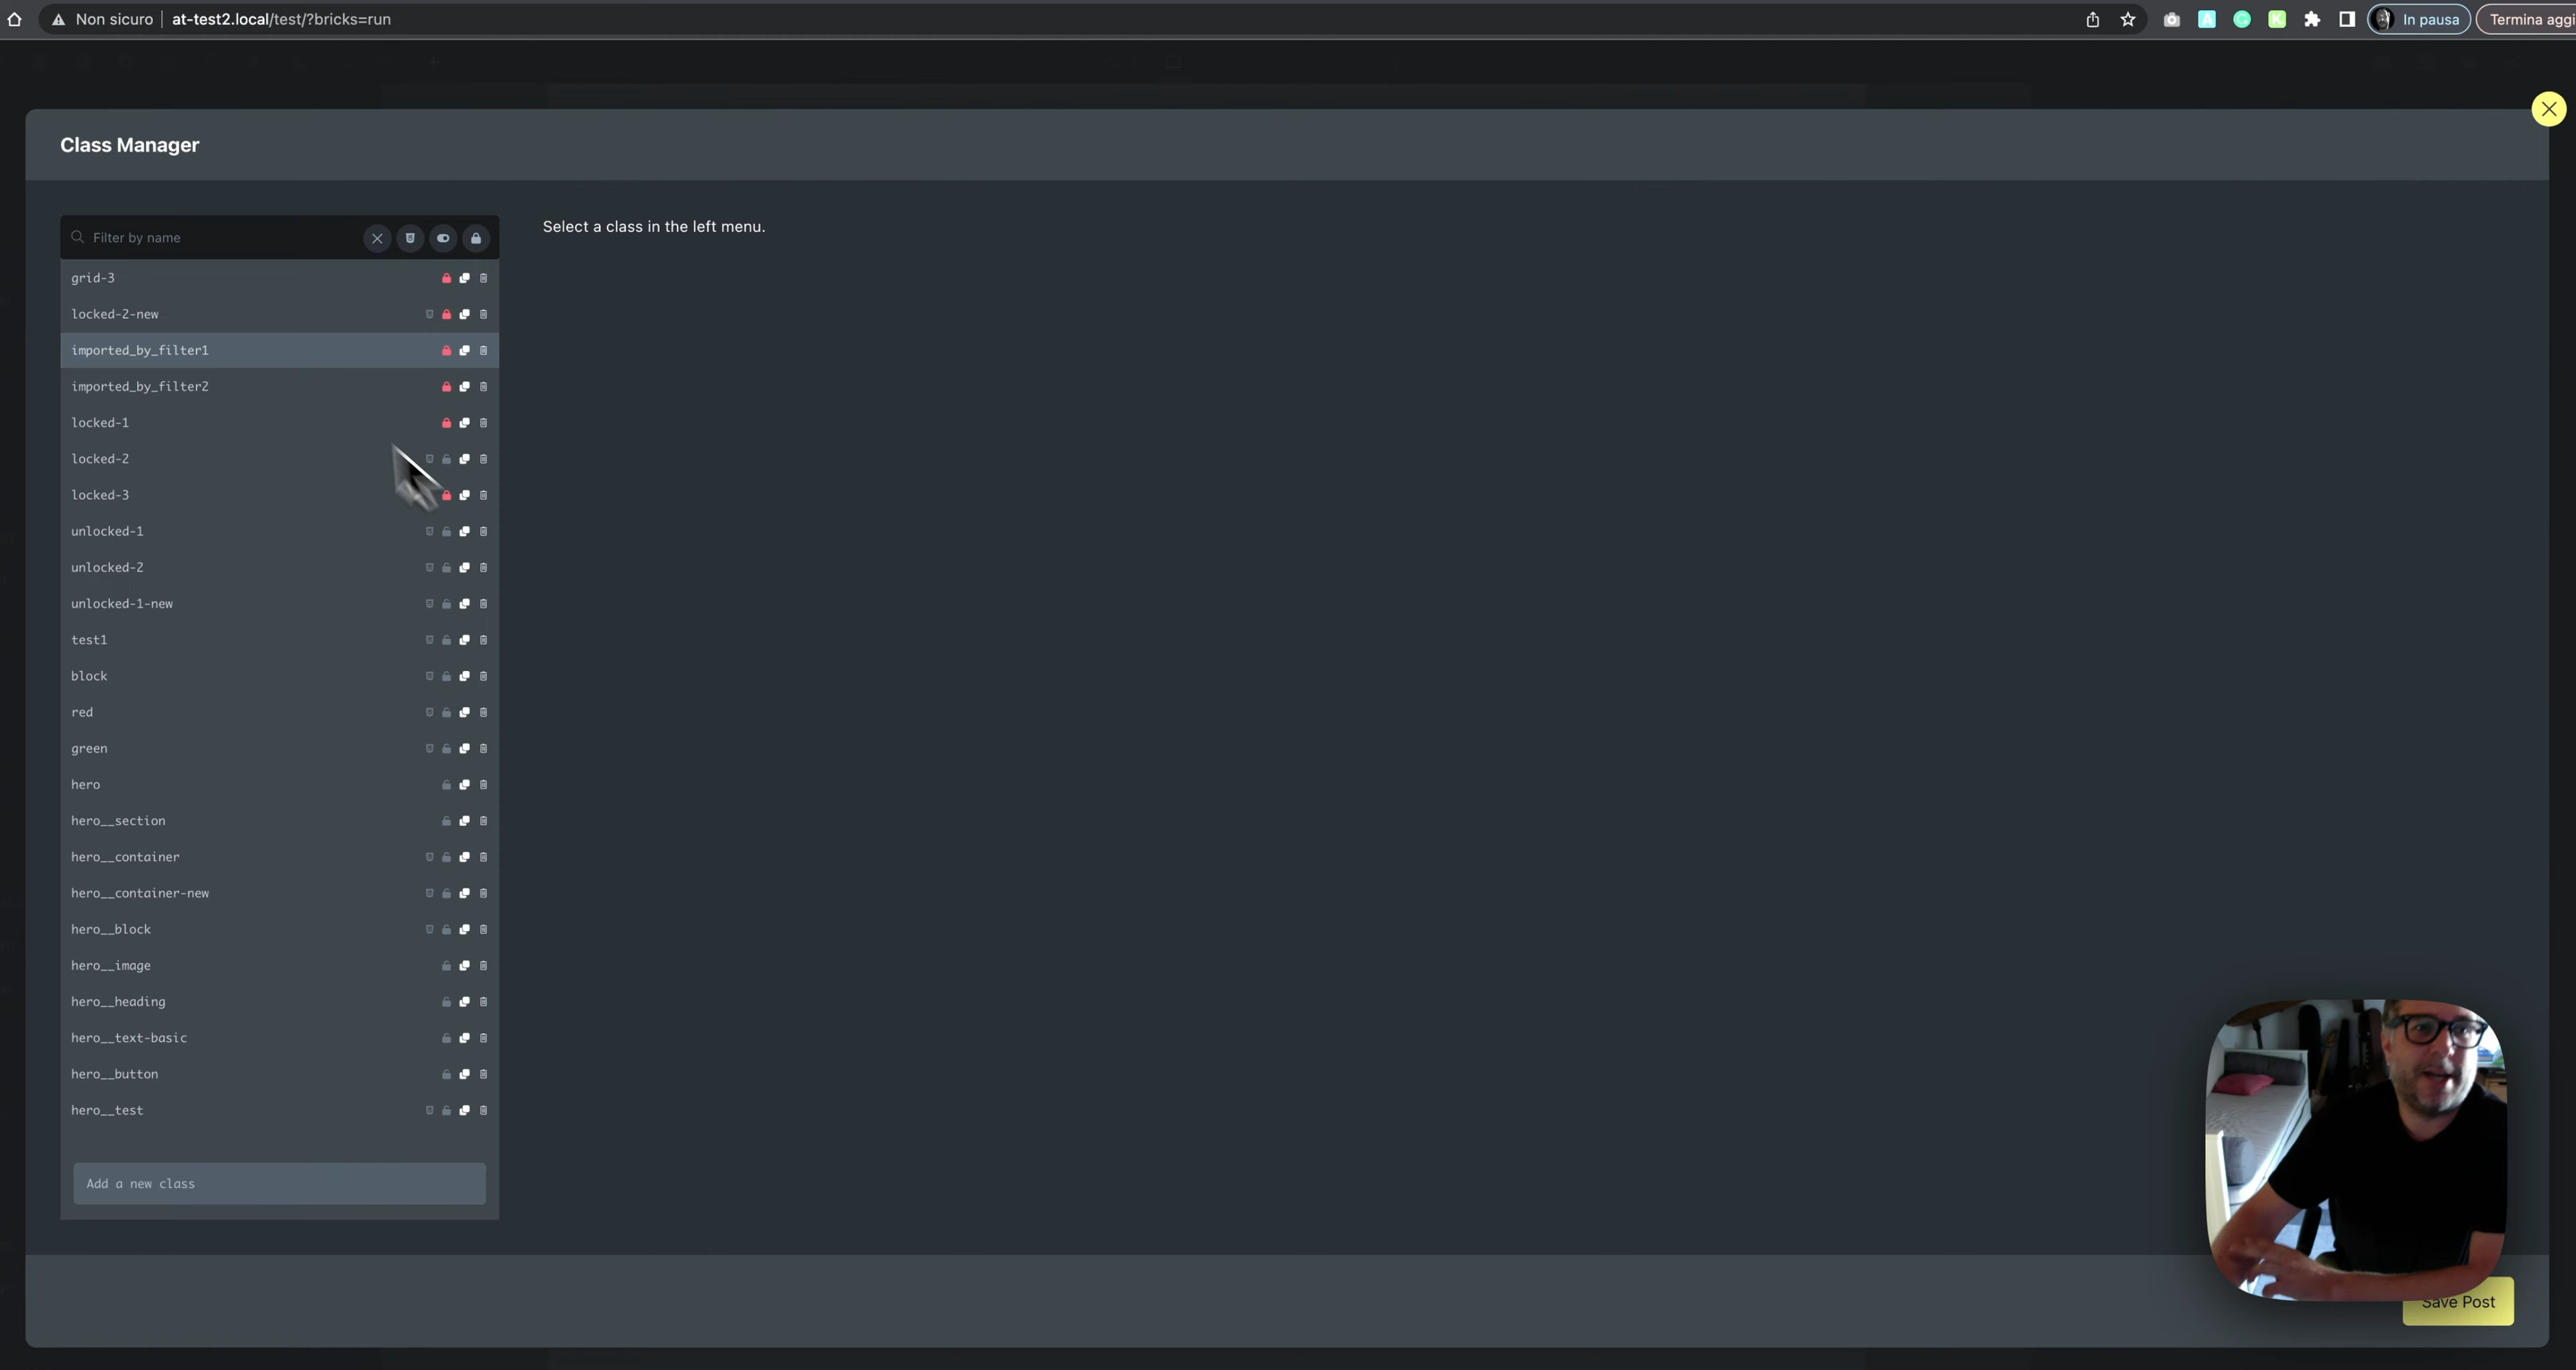 Non sicuro
at-test2.local/test/?bricks=run
In pausa
Termina aggi
Class Manager
Filter by name
Select a class in the left menu.
grid-3
locked-2-new
imported_by_filter1
imported_by_filter2
locked-1
locked-2
locked-3
unlocked-1
unlocked-2
unlocked-1-new
test1
block
red
green
hero
hero__section
hero__container
hero__container-new
hero__block
hero__image
hero__heading
hero__text-basic
hero__button
hero__test
Add a new class
Save Post